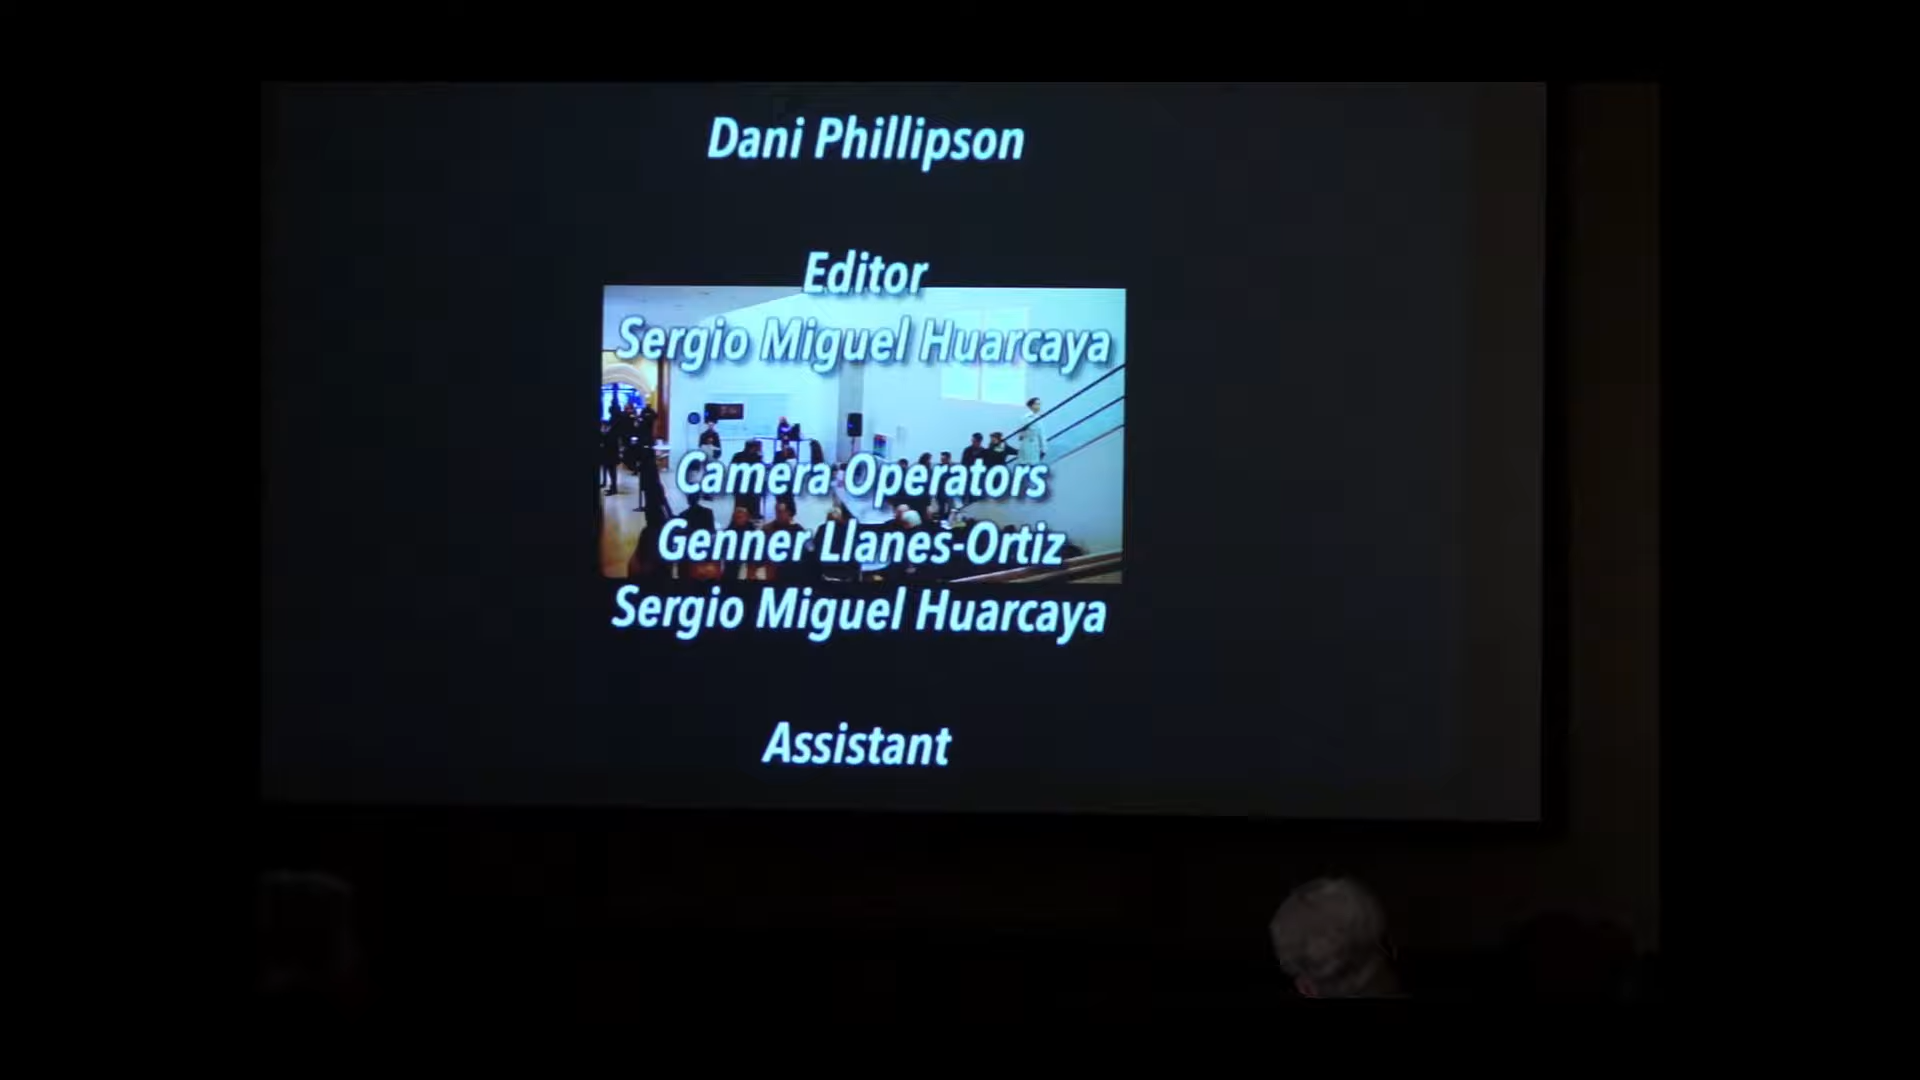 Dani Phillipson
Editor
Sergio Miguel Huarcaya
Camera Operators
Genner Llanes-Ortiz
Sergio Miguel Huarcaya
Assistant